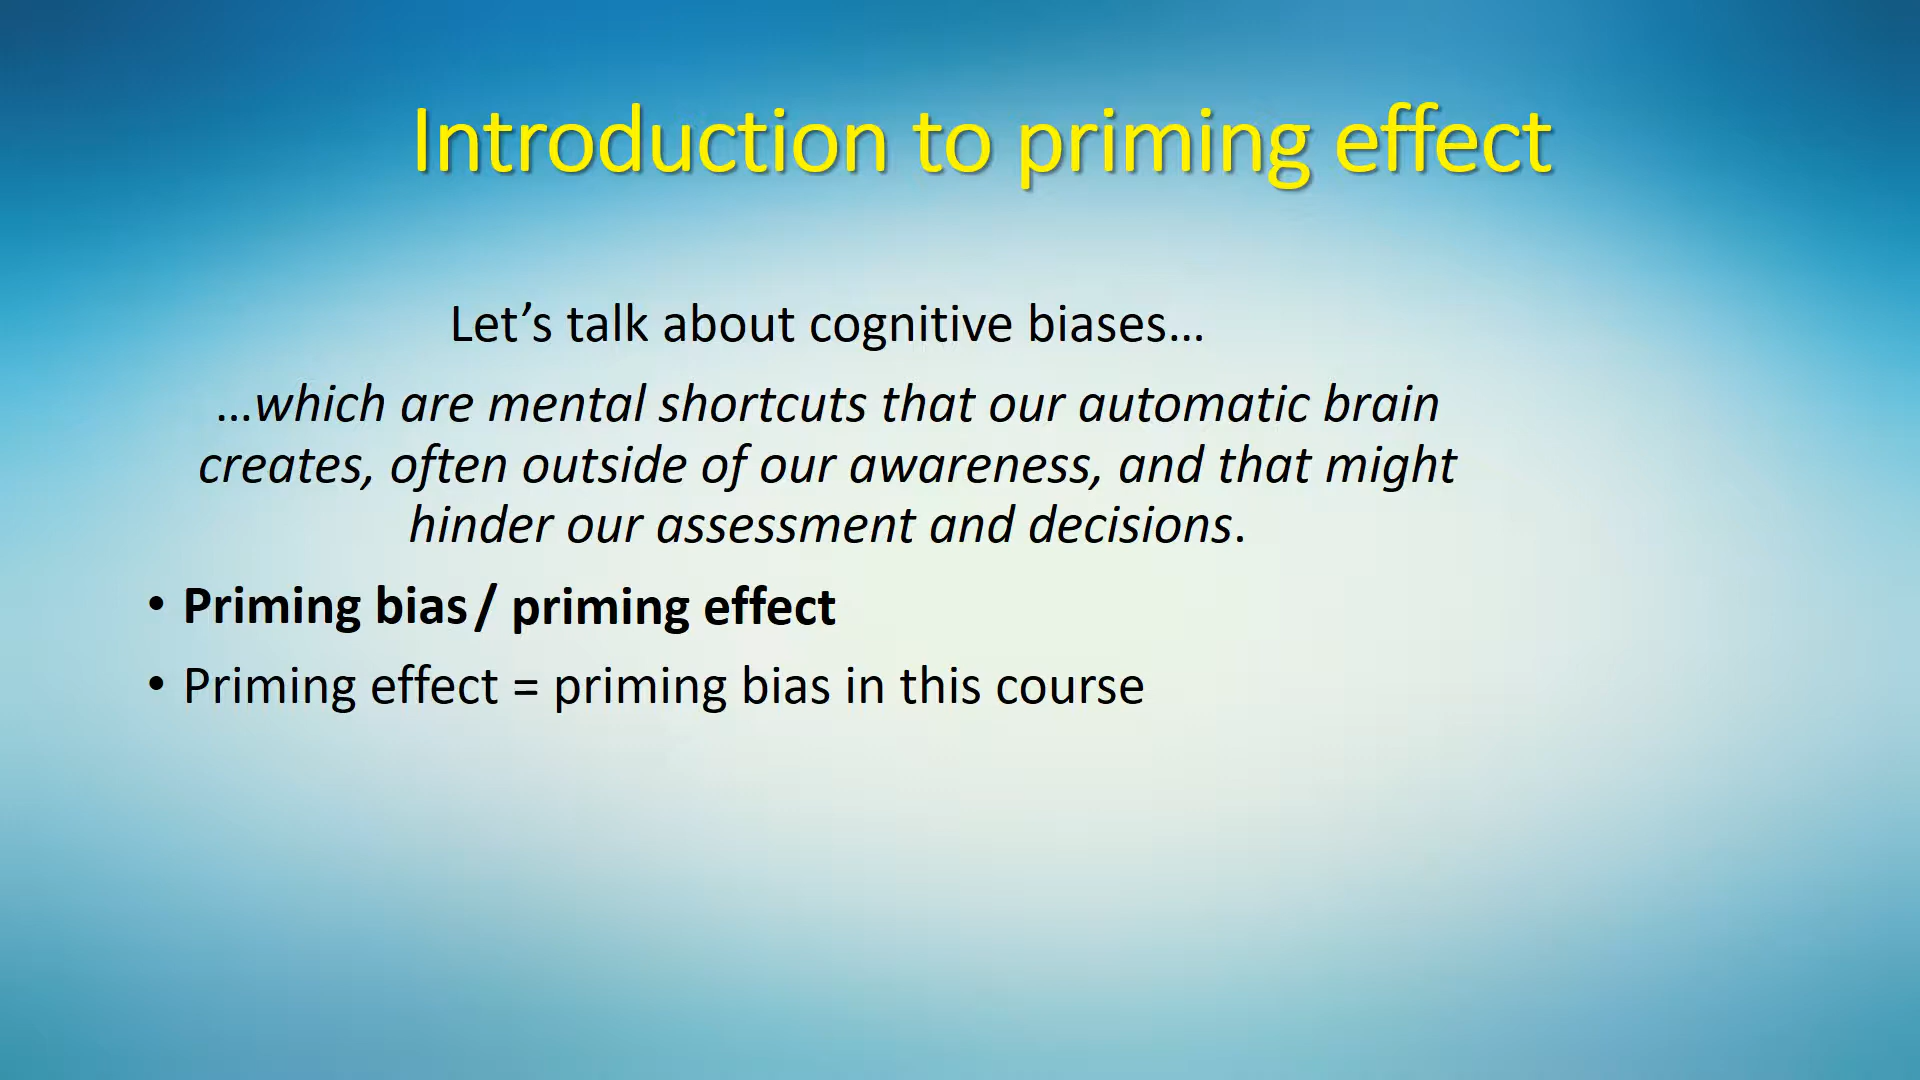 Introduction to priming effect
Let’s talk about cognitive biases…
…which are mental shortcuts that our automatic brain
creates, often outside of our awareness, and that might
hinder our assessment and decisions.
• Priming bias / priming effect
• Priming effect = priming bias in this course